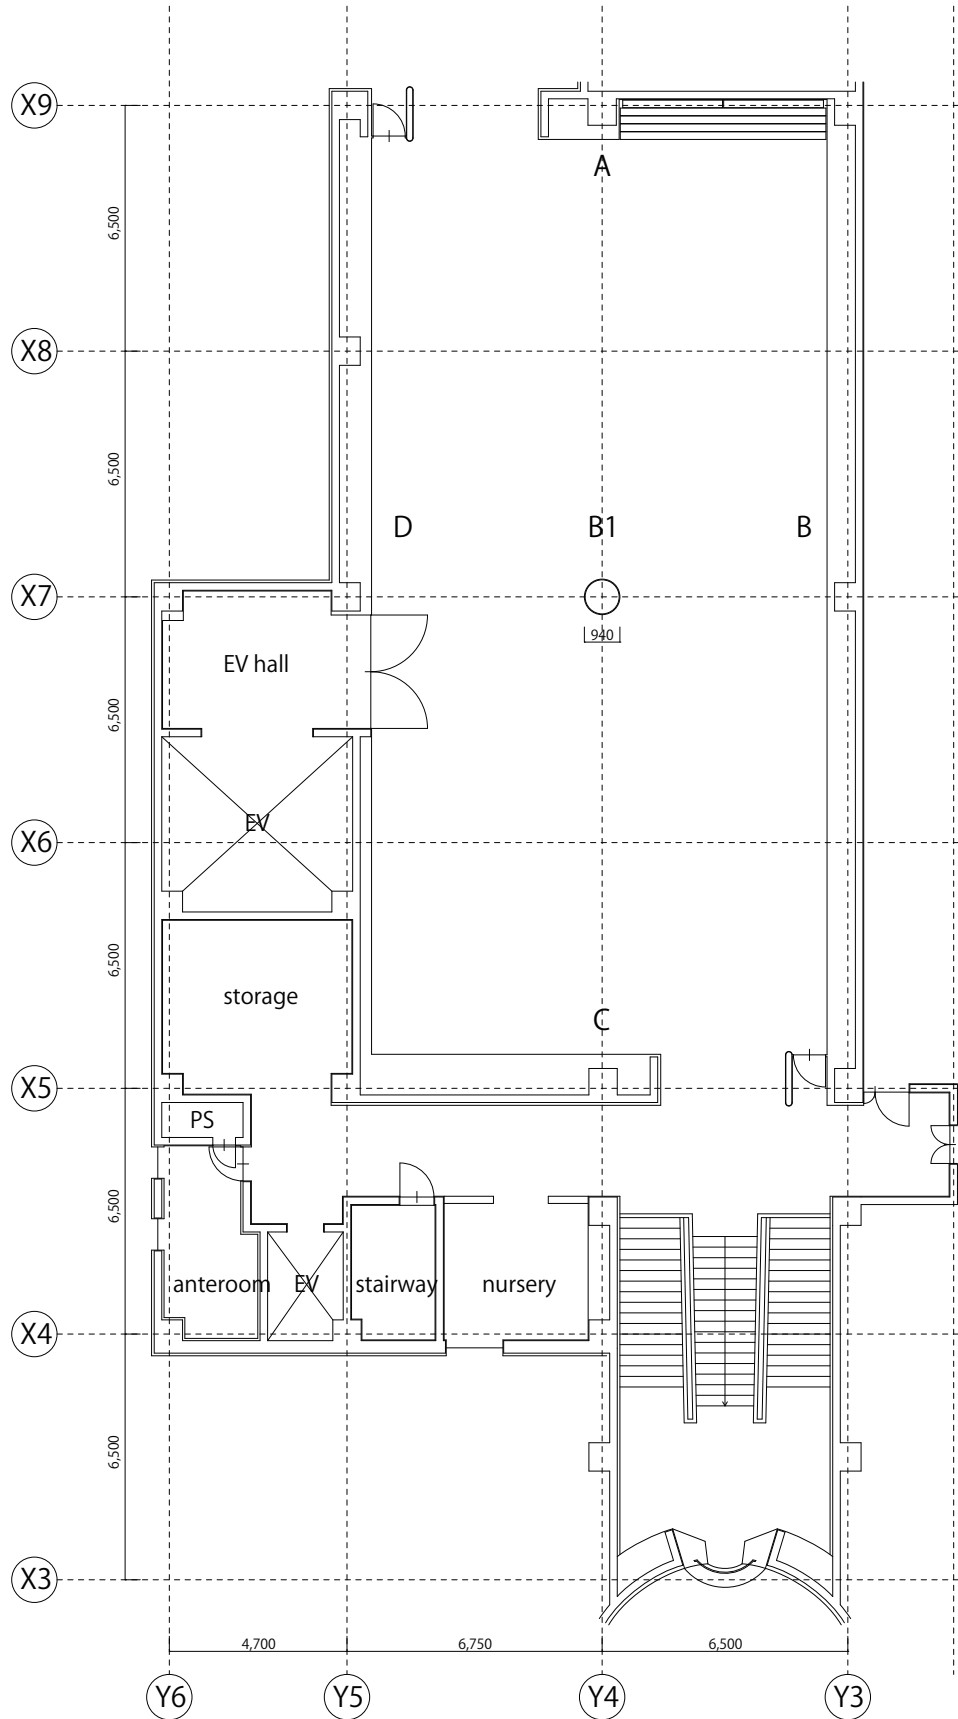 X9
A
6,500
X8
6,500
D
B1
B
X7
940
EV hall
6,500
EV
X6
6,500
storage
C
X5
PS
6,500
anteroom
EV
stairway
nursery
X4
6,500
X3
4,700
6,750
6,500
Y6
Y5
Y4
Y3